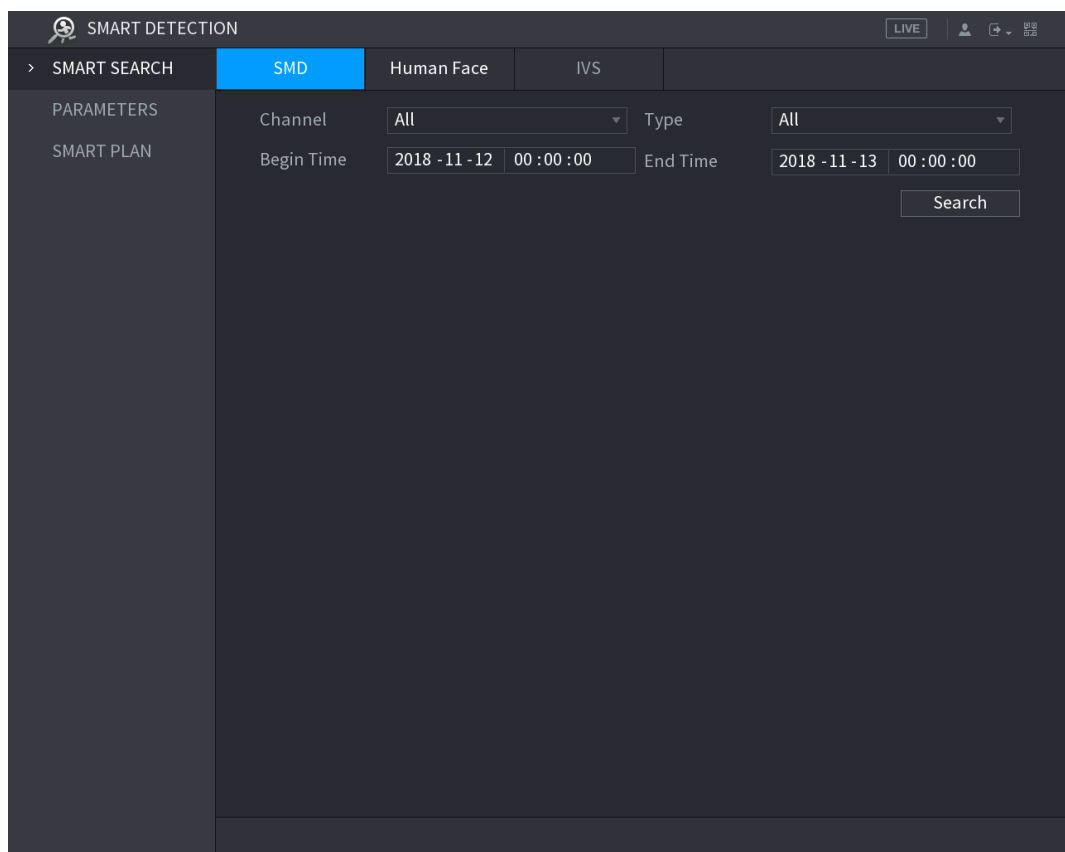 SMART DETECTION LIVE
SMART SEARCH SMD Human Face IVS
PARAMETERS Channel All Type All
SMART PLAN Begin Time 2018 -11 -12 00 :00 :00 End Time 2018 -11 -13 00 :00 :00
Search